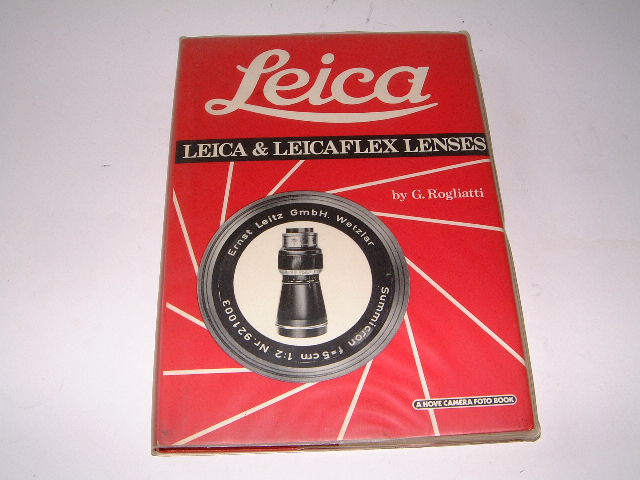 Leica
LEICA & LEICAFLEX LENSES
by G. Rogliatti
Ernst Leitz GmbH. Wetzlar
Summicron f=5cm 1:2 Nr. 921003
A HOVE CAMERA FOTO BOOK